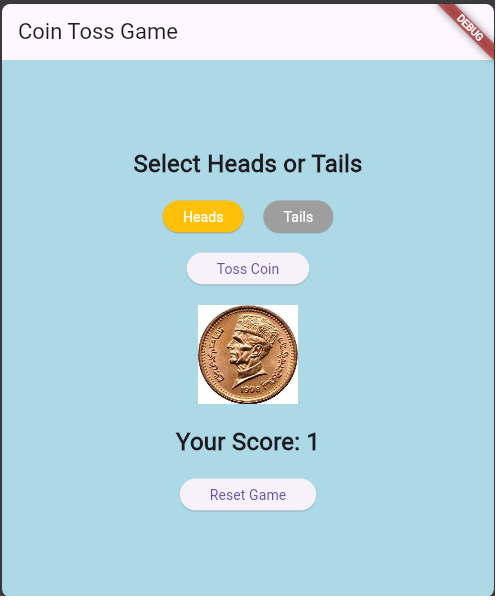 Coin Toss Game
DEBUG
Select Heads or Tails
Heads
Tails
Toss Coin
Your Score: 1
Reset Game